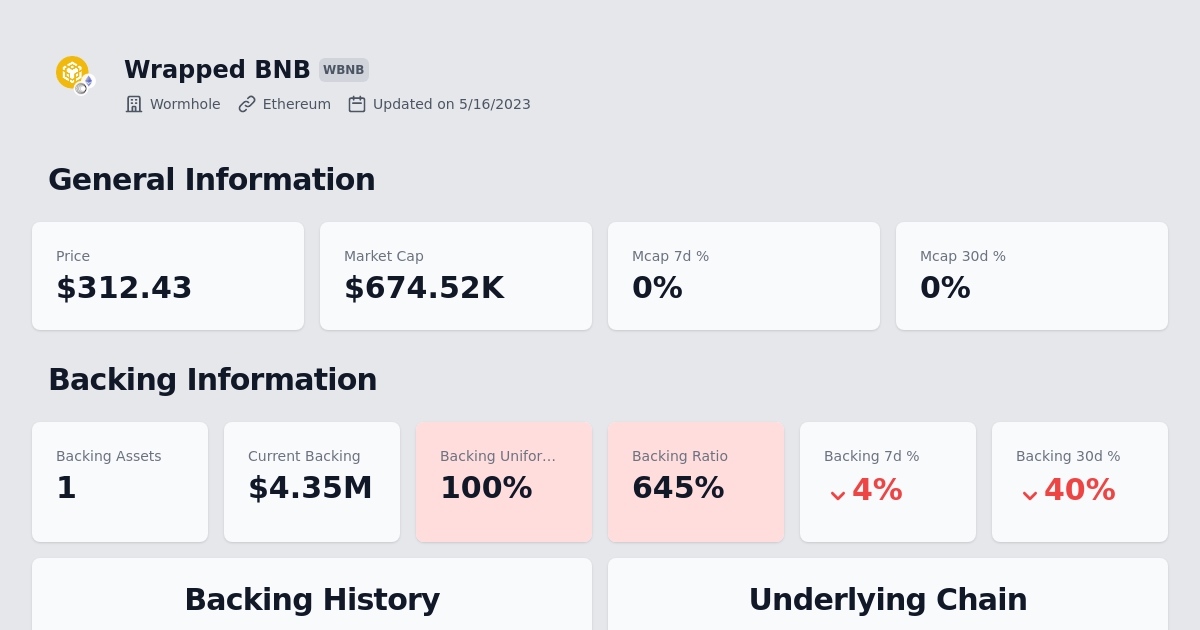 Wrapped BNB WBNB
Wormhole Ethereum Updated on 5/16/2023
General Information
Price Market Cap Mcap 7d % Mcap 30d %
$312.43 $674.52K 0% 0%
Backing Information
Backing Assets Current Backing Backing Unifor... Backing Ratio Backing 7d % Backing 30d %
1 $4.35M 100% 645% 4% 40%
Backing History Underlying Chain